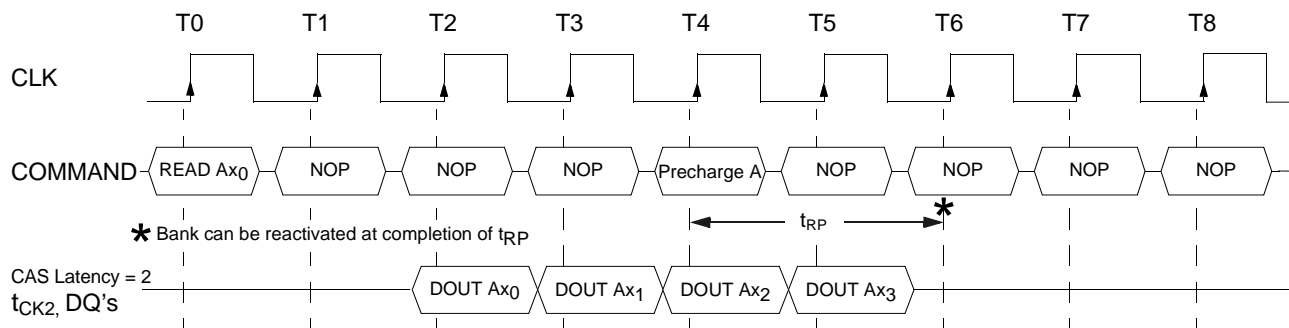 T0 T1 T2 T3 T4 T5 T6 T7 T8
CLK
COMMAND READ Ax0 NOP NOP NOP Precharge A NOP NOP NOP NOP
tRP *
* Bank can be reactivated at completion of tRP
CAS Latency = 2
tCK2, DQ's DOUT Ax0 DOUT Ax1 DOUT Ax2 DOUT Ax3